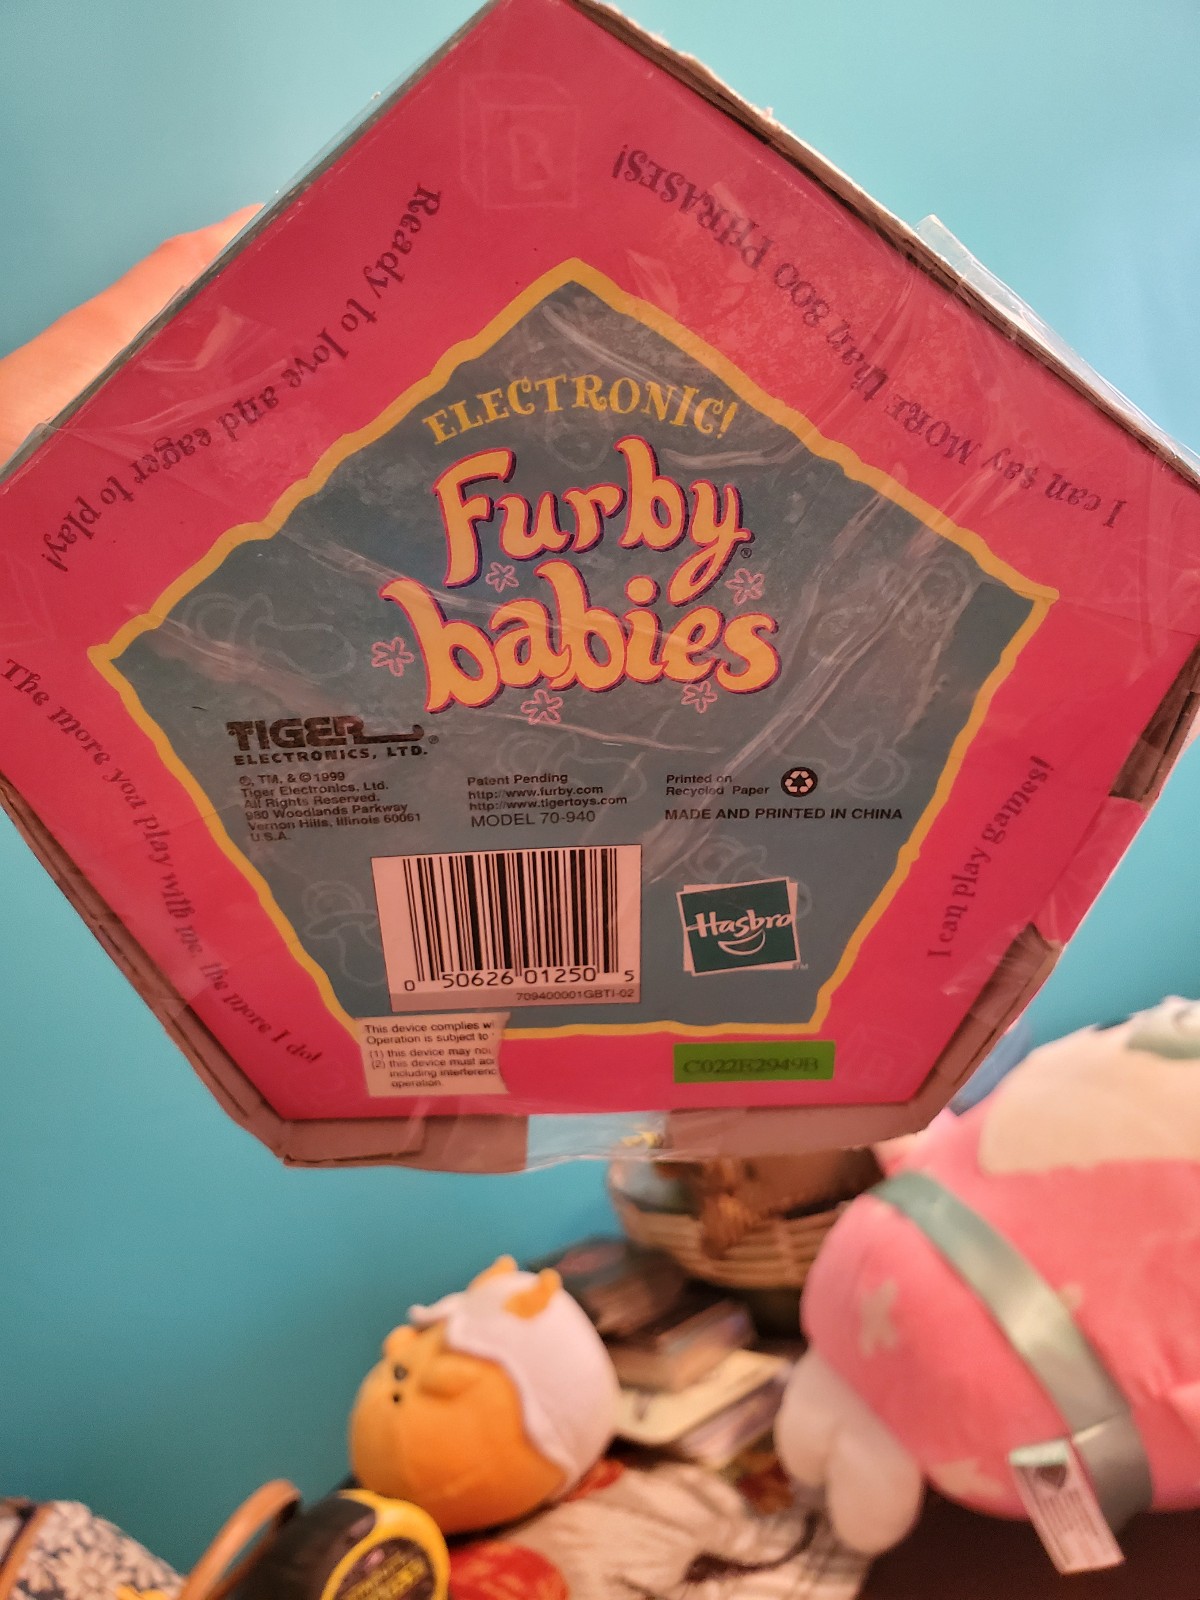 I can say MORE than 800 PHRASES!
Ready to love and eager to play!
ELECTRONIC!
Furby®
babies
TIGER®
ELECTRONICS, LTD.
©, TM, & © 1999
Tiger Electronics, Ltd.
All Rights Reserved.
980 Woodlands Parkway
Vernon Hills, Illinois 60061
U.S.A.
Patent Pending
http://www.furby.com
http://www.tigertoys.com
MODEL 70-940
Printed on
Recycled Paper
MADE AND PRINTED IN CHINA
The more you play with me, the more I do!
I can play games!
0 50626 01250 5
709400001GBTI-02
Hasbro
TM
This device complies wi
Operation is subject to
(1) this device may no
(2) this device must ac
including interferenc
operation.
C022E2949B